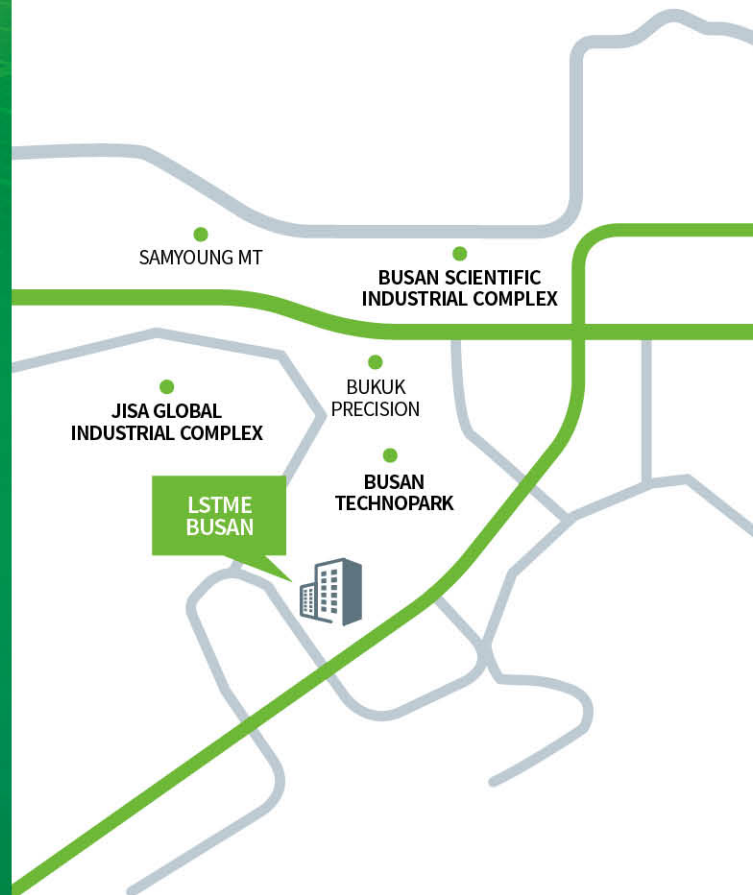 SAMYOUNG MT
BUSAN SCIENTIFIC
INDUSTRIAL COMPLEX
BUKUK
PRECISION
JISA GLOBAL
INDUSTRIAL COMPLEX
BUSAN
TECHNOPARK
LSTME
BUSAN